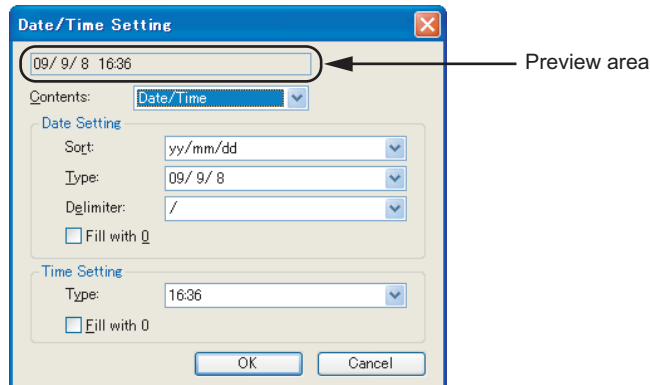 Date/Time Setting
09/ 9/ 8 16:36
Preview area
Contents: Date/Time
Date Setting
Sort: yy/mm/dd
Type: 09/ 9/ 8
Delimiter: /
Fill with 0
Time Setting
Type: 16:36
Fill with 0
OK Cancel